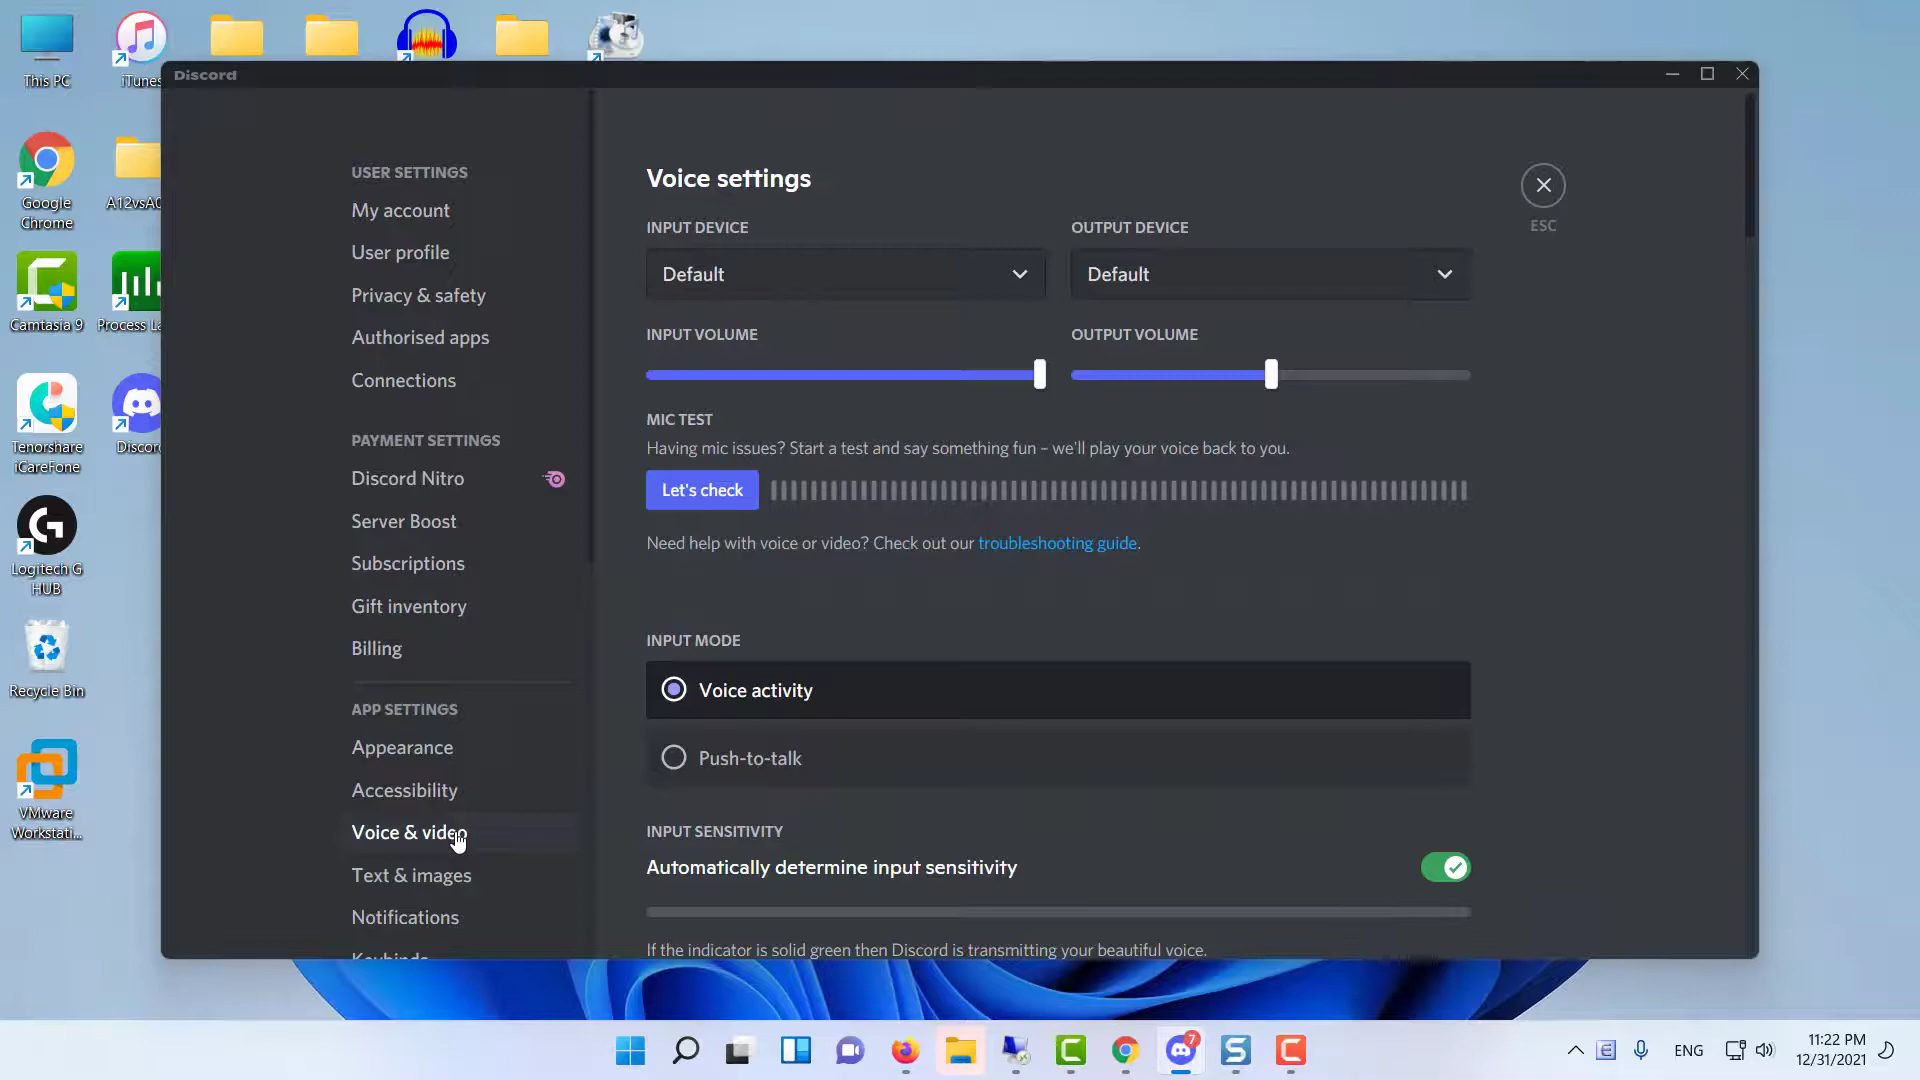 This PC
iTunes
Discord
Google
Chrome
Camtasia 9
Tenorshare
iCareFone
Discord
Logitech G
HUB
Recycle Bin
VMware
Workstati...
USER SETTINGS
My account
User profile
Privacy & safety
Authorised apps
Connections
PAYMENT SETTINGS
Discord Nitro
Server Boost
Subscriptions
Gift inventory
Billing
APP SETTINGS
Appearance
Accessibility
Voice & video
Text & images
Notifications
Keybinds
Voice settings
ESC
INPUT DEVICE
OUTPUT DEVICE
Default
Default
INPUT VOLUME
OUTPUT VOLUME
MIC TEST
Having mic issues? Start a test and say something fun – we'll play your voice back to you.
Let's check
Need help with voice or video? Check out our troubleshooting guide.
INPUT MODE
Voice activity
Push-to-talk
INPUT SENSITIVITY
Automatically determine input sensitivity
If the indicator is solid green then Discord is transmitting your beautiful voice.
7
ENG
11:22 PM
12/31/2021